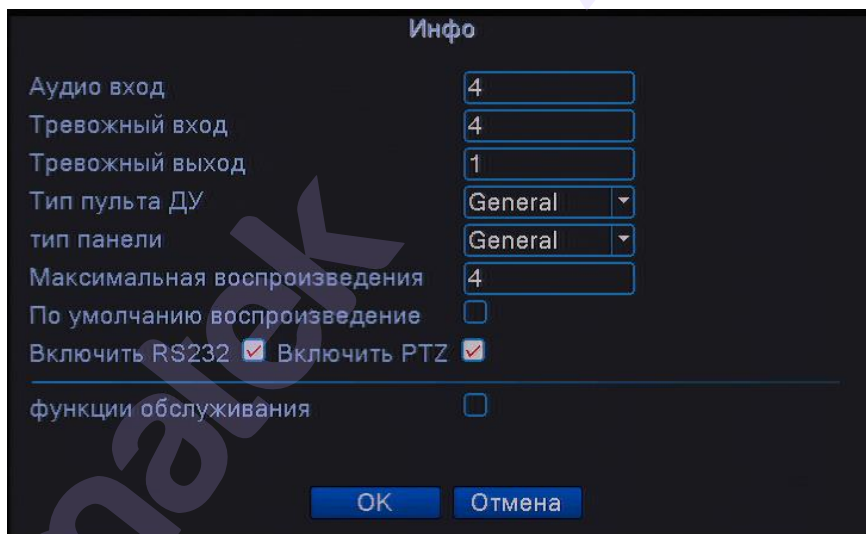 Инфо
Аудио вход 4
Тревожный вход 4
Тревожный выход 1
Тип пульта ДУ General
тип панели General
Максимальная воспроизведения 4
По умолчанию воспроизведение
Включить RS232 Включить PTZ
функции обслуживания
OK Отмена
matek